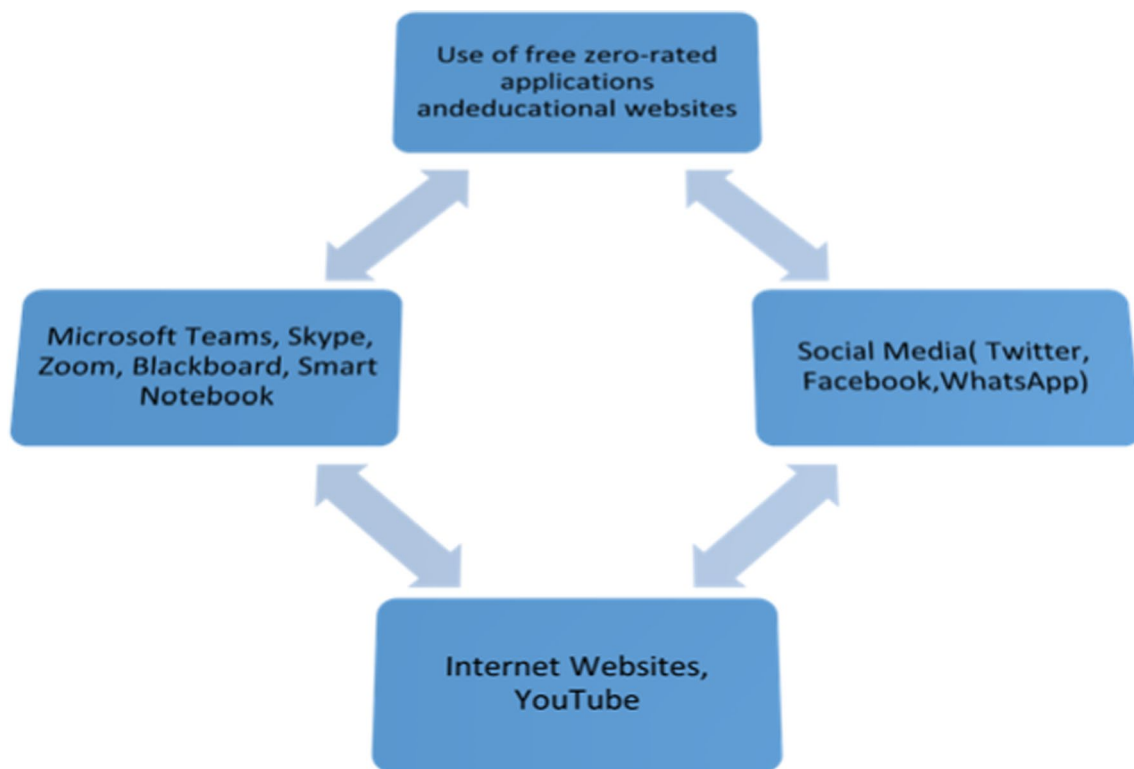 Use of free zero-rated
applications
andeducational websites
Microsoft Teams, Skype,
Zoom, Blackboard, Smart
Notebook
Social Media( Twitter,
Facebook,WhatsApp)
Internet Websites,
YouTube